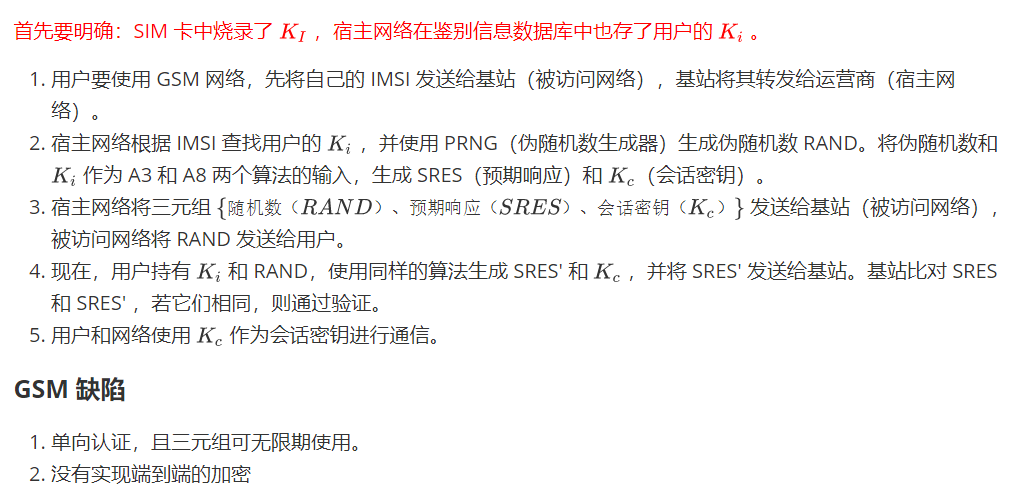 首先要明确：SIM 卡中烧录了 K_I ，宿主网络在鉴别信息数据库中也存了用户的 K_i 。
1. 用户要使用 GSM 网络，先将自己的 IMSI 发送给基站（被访问网络），基站将其转发给运营商（宿主网
络）。
2. 宿主网络根据 IMSI 查找用户的 K_i ，并使用 PRNG（伪随机数生成器）生成伪随机数 RAND。将伪随机数和
K_i 作为 A3 和 A8 两个算法的输入，生成 SRES（预期响应）和 K_c（会话密钥）。
3. 宿主网络将三元组 {随机数（RAND）、预期响应（SRES）、会话密钥（K_c）} 发送给基站（被访问网络），
被访问网络将 RAND 发送给用户。
4. 现在，用户持有 K_i 和 RAND，使用同样的算法生成 SRES' 和 K_c ，并将 SRES' 发送给基站。基站比对 SRES
和 SRES' ，若它们相同，则通过验证。
5. 用户和网络使用 K_c 作为会话密钥进行通信。
GSM 缺陷
1. 单向认证，且三元组可无限期使用。
2. 没有实现端到端的加密